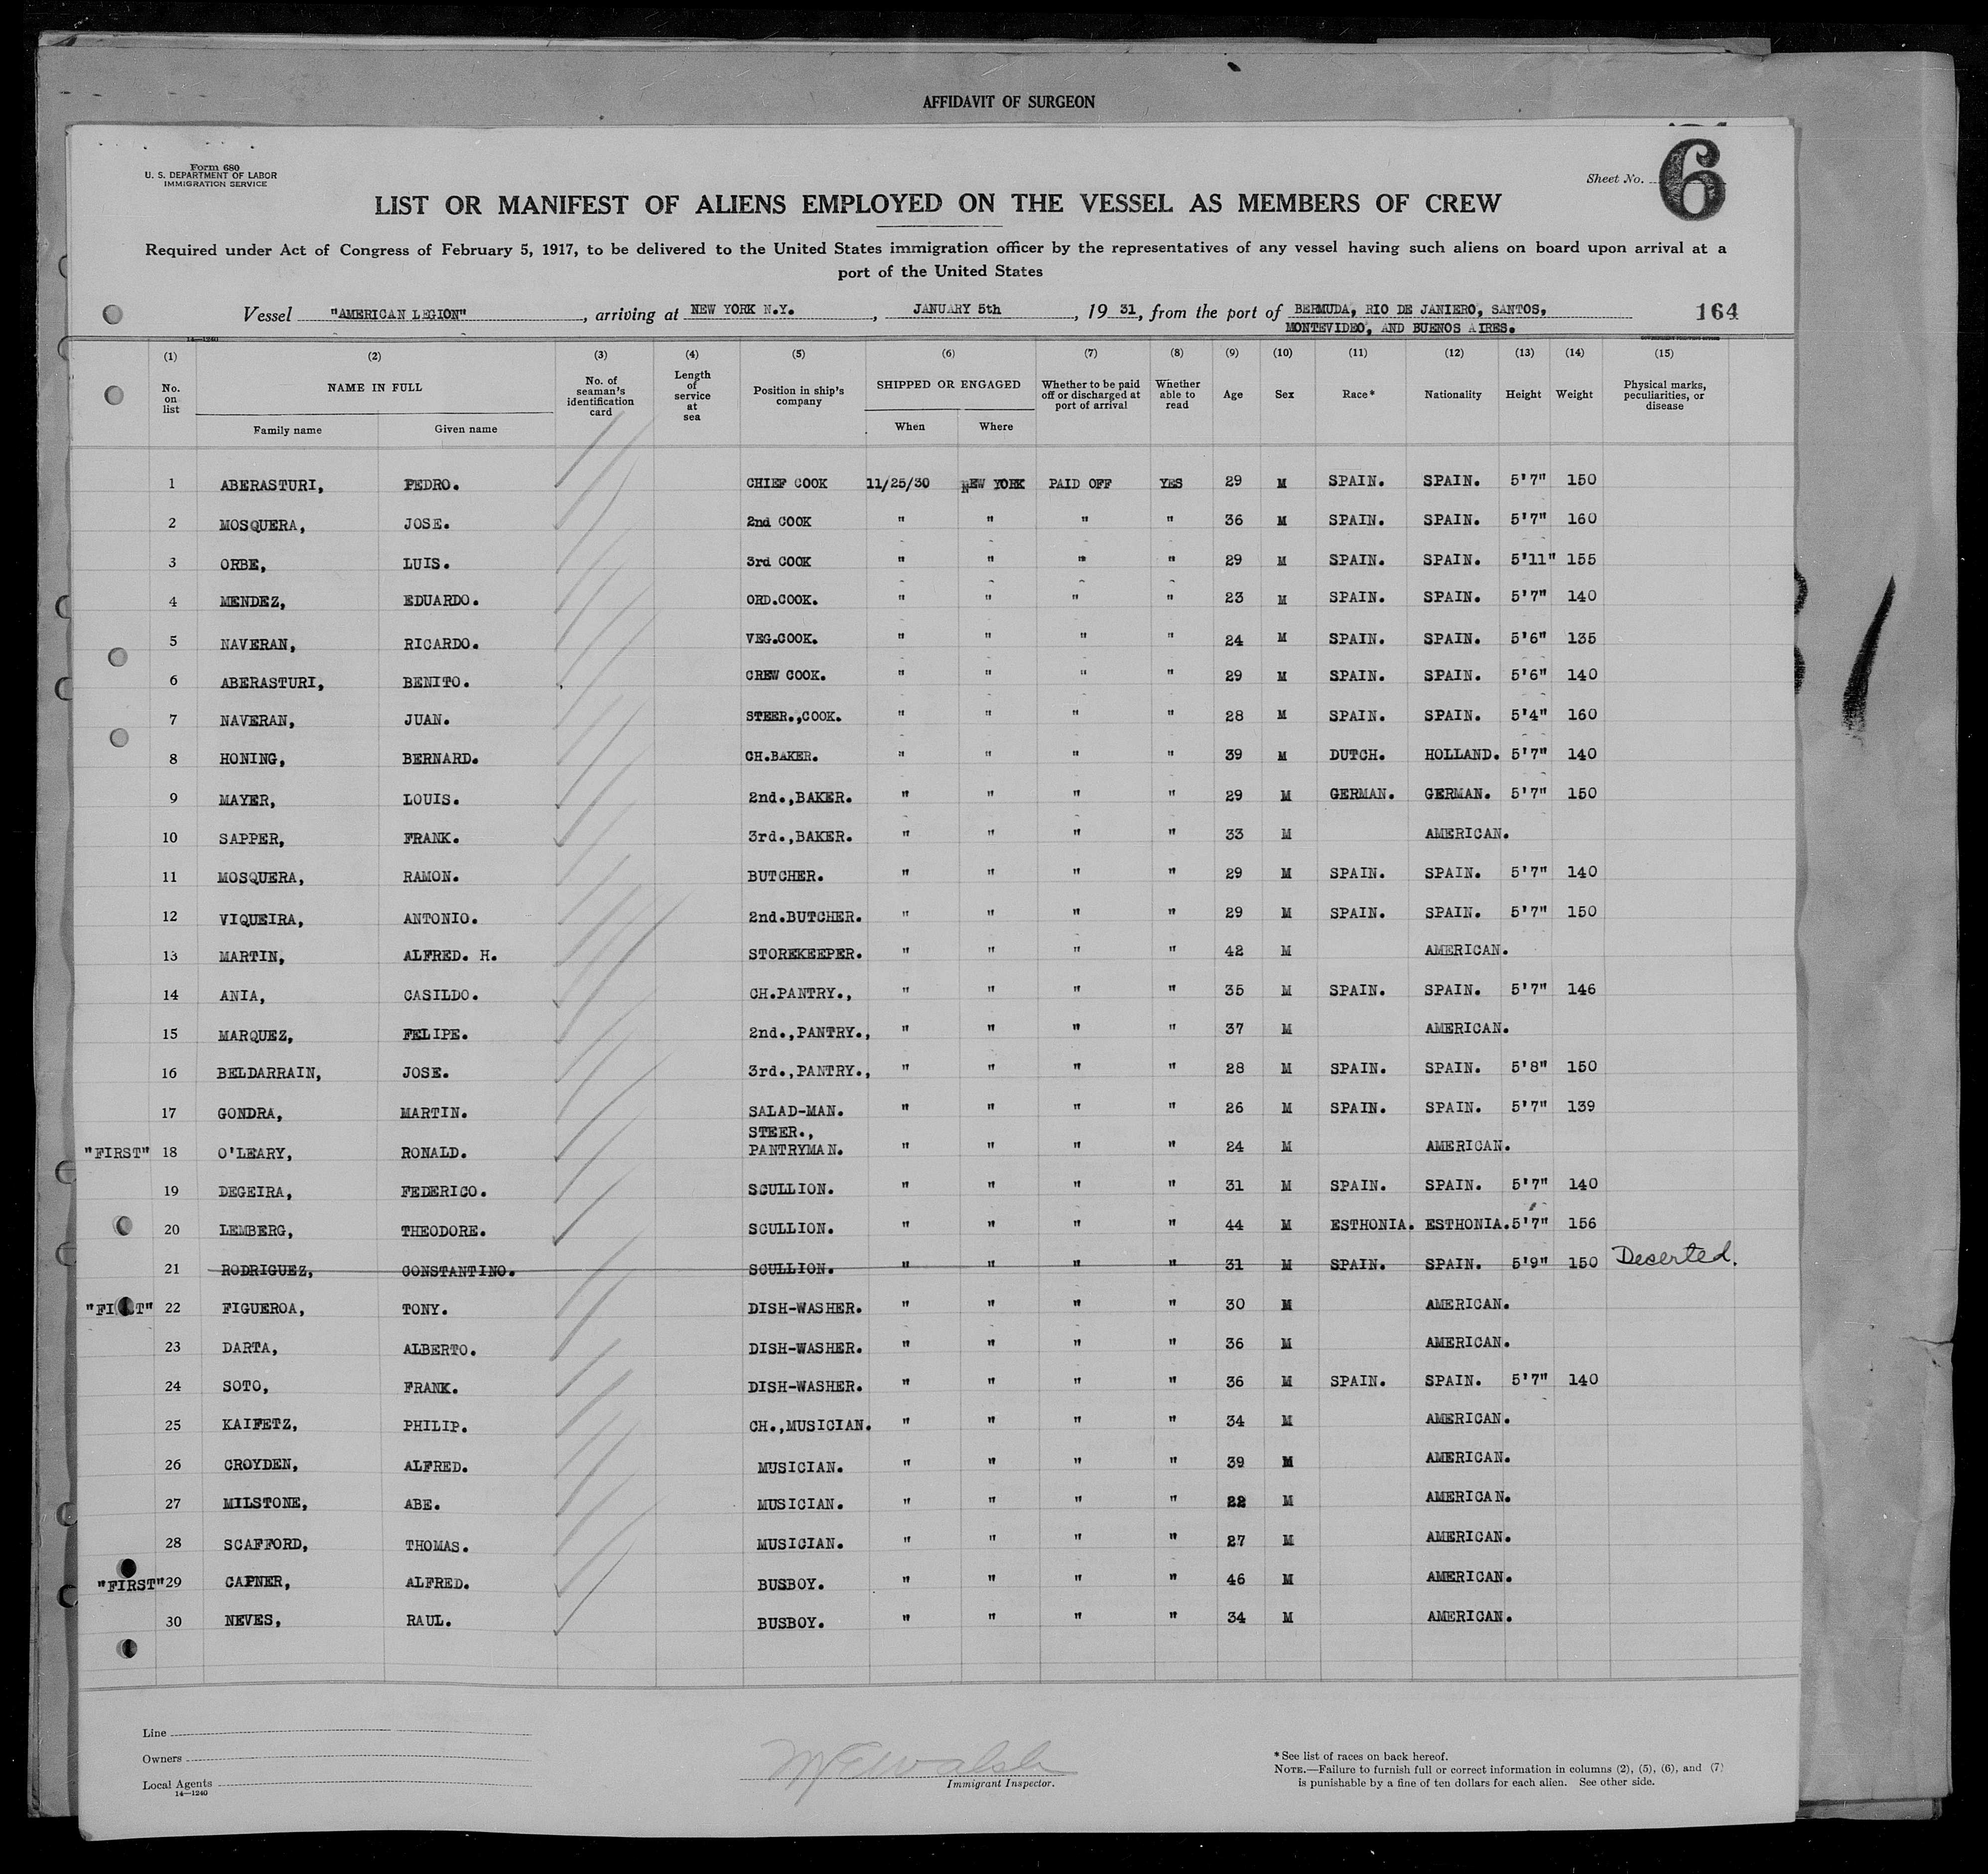 AFFIDAVIT OF SURGEON
Form 680
U. S. DEPARTMENT OF LABOR
IMMIGRATION SERVICE
Sheet No. 6
LIST OR MANIFEST OF ALIENS EMPLOYED ON THE VESSEL AS MEMBERS OF CREW
Required under Act of Congress of February 5, 1917, to be delivered to the United States immigration officer by the representatives of any vessel having such aliens on board upon arrival at a
port of the United States
Vessel "AMERICAN LEGION", arriving at NEW YORK N.Y., JANUARY 5th, 19 31, from the port of BERMUDA, RIO DE JANIERO, SANTOS, 164
MONTEVIDEO, AND BUENOS AIRES.
14—1240
(1) (2) (3) (4) (5) (6) (7) (8) (9) (10) (11) (12) (13) (14) (15)
No. on list NAME IN FULL No. of seaman's identification card Length of service at sea Position in ship's company SHIPPED OR ENGAGED Whether to be paid off or discharged at port of arrival Whether able to read Age Sex Race* Nationality Height Weight Physical marks, peculiarities, or disease
Family name Given name When Where
1 ABERASTURI, PEDRO. CHIEF COOK 11/25/30 NEW YORK PAID OFF YES 29 M SPAIN. SPAIN. 5'7" 150
2 MOSQUERA, JOSE. 2nd COOK " " " " 36 M SPAIN. SPAIN. 5'7" 160
3 ORBE, LUIS. 3rd COOK " " " " 29 M SPAIN. SPAIN. 5'11" 155
4 MENDEZ, EDUARDO. ORD.COOK. " " " " 23 M SPAIN. SPAIN. 5'7" 140
5 NAVERAN, RICARDO. VEG.COOK. " " " " 24 M SPAIN. SPAIN. 5'6" 135
6 ABERASTURI, BENITO. CREW COOK. " " " " 29 M SPAIN. SPAIN. 5'6" 140
7 NAVERAN, JUAN. STEER.,COOK. " " " " 28 M SPAIN. SPAIN. 5'4" 160
8 HONING, BERNARD. CH.BAKER. " " " " 39 M DUTCH. HOLLAND. 5'7" 140
9 MAYER, LOUIS. 2nd.,BAKER. " " " " 29 M GERMAN. GERMAN. 5'7" 150
10 SAPPER, FRANK. 3rd.,BAKER. " " " " 33 M AMERICAN.
11 MOSQUERA, RAMON. BUTCHER. " " " " 29 M SPAIN. SPAIN. 5'7" 140
12 VIQUEIRA, ANTONIO. 2nd.BUTCHER. " " " " 29 M SPAIN. SPAIN. 5'7" 150
13 MARTIN, ALFRED. H. STOREKEEPER. " " " " 42 M AMERICAN.
14 ANIA, CASILDO. CH.PANTRY., " " " " 35 M SPAIN. SPAIN. 5'7" 146
15 MARQUEZ, FELIPE. 2nd.,PANTRY., " " " " 37 M AMERICAN.
16 BELDARRAIN, JOSE. 3rd.,PANTRY., " " " " 28 M SPAIN. SPAIN. 5'8" 150
17 GONDRA, MARTIN. SALAD-MAN. " " " " 26 M SPAIN. SPAIN. 5'7" 139
STEER.,
"FIRST" 18 O'LEARY, RONALD. PANTRYMAN. " " " " 24 M AMERICAN.
19 DEGEIRA, FEDERICO. SCULLION. " " " " 31 M SPAIN. SPAIN. 5'7" 140
20 LEMBERG, THEODORE. SCULLION. " " " " 44 M ESTHONIA. ESTHONIA. 5'7" 156
21 RODRIGUEZ, CONSTANTINO. SCULLION. " " " " 31 M SPAIN. SPAIN. 5'9" 150 Deserted.
"FIRST" 22 FIGUEROA, TONY. DISH-WASHER. " " " " 30 M AMERICAN.
23 DARTA, ALBERTO. DISH-WASHER. " " " " 36 M AMERICAN.
24 SOTO, FRANK. DISH-WASHER. " " " " 36 M SPAIN. SPAIN. 5'7" 140
25 KAIFETZ, PHILIP. CH.,MUSICIAN. " " " " 34 M AMERICAN.
26 CROYDEN, ALFRED. MUSICIAN. " " " " 39 M AMERICAN.
27 MILSTONE, ABE. MUSICIAN. " " " " 22 M AMERICAN.
28 SCAFFORD, THOMAS. MUSICIAN. " " " " 27 M AMERICAN.
"FIRST" 29 CAPNER, ALFRED. BUSBOY. " " " " 46 M AMERICAN.
30 NEVES, RAUL. BUSBOY. " " " " 34 M AMERICAN.
Line
Owners
Local Agents
14—1240
Walsh
Immigrant Inspector.
* See list of races on back hereof.
NOTE.—Failure to furnish full or correct information in columns (2), (5), (6), and (7)
is punishable by a fine of ten dollars for each alien. See other side.